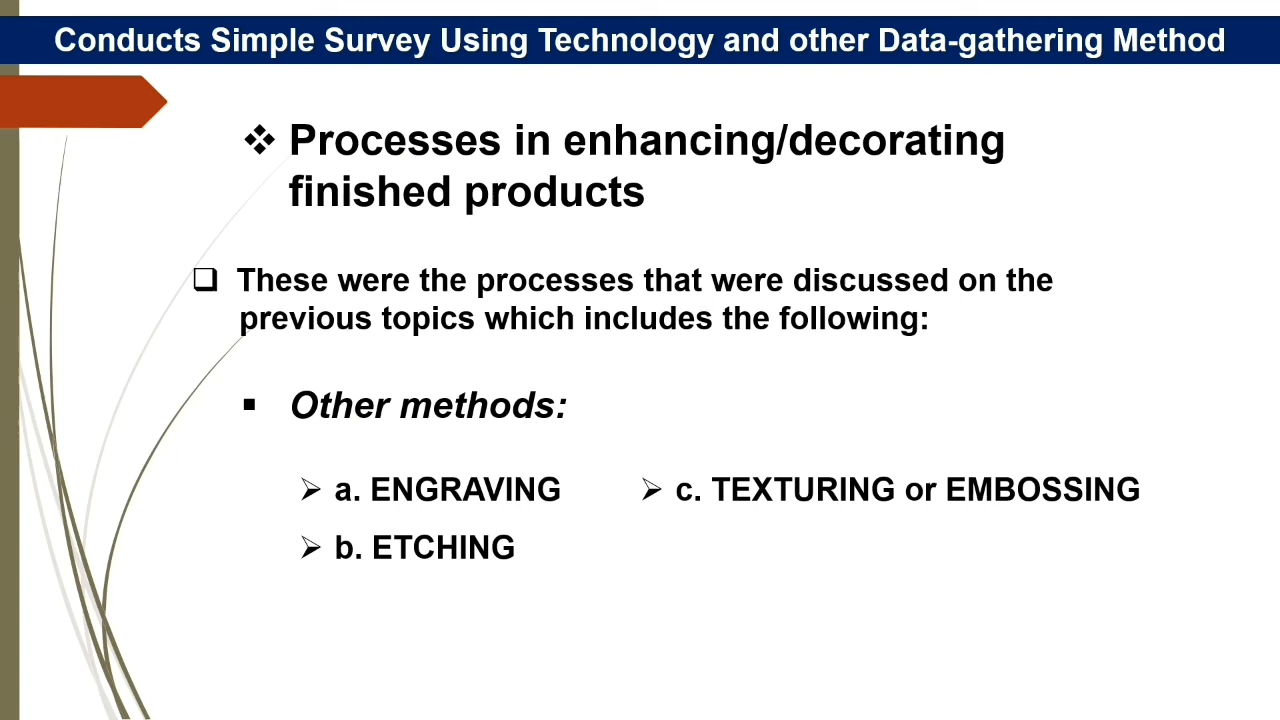 Conducts Simple Survey Using Technology and other Data-gathering Method
Processes in enhancing/decorating
finished products
These were the processes that were discussed on the
previous topics which includes the following:
Other methods:
a. ENGRAVING
b. ETCHING
c. TEXTURING or EMBOSSING